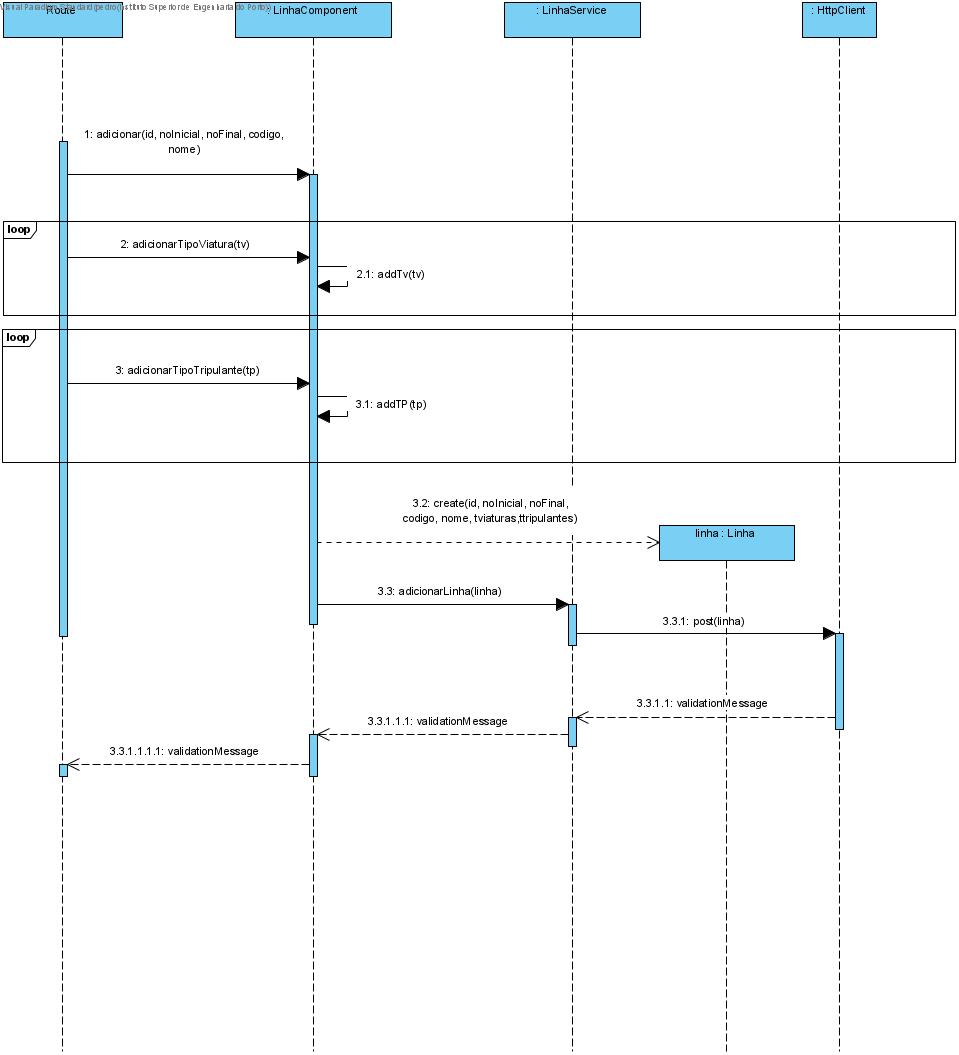 Visual Paradigm Standard(pedro(Instituto Superior de Engenharia do Porto))
Route
: LinhaComponent
: LinhaService
: HttpClient
1: adicionar(id, noInicial, noFinal, codigo,
nome)
loop
2: adicionarTipoViatura(tv)
2.1: addTv(tv)
loop
3: adicionarTipoTripulante(tp)
3.1: addTP(tp)
3.2: create(id, noInicial, noFinal,
codigo, nome, tviaturas,ttripulantes)
linha : Linha
3.3: adicionarLinha(linha)
3.3.1: post(linha)
3.3.1.1: validationMessage
3.3.1.1.1: validationMessage
3.3.1.1.1.1: validationMessage